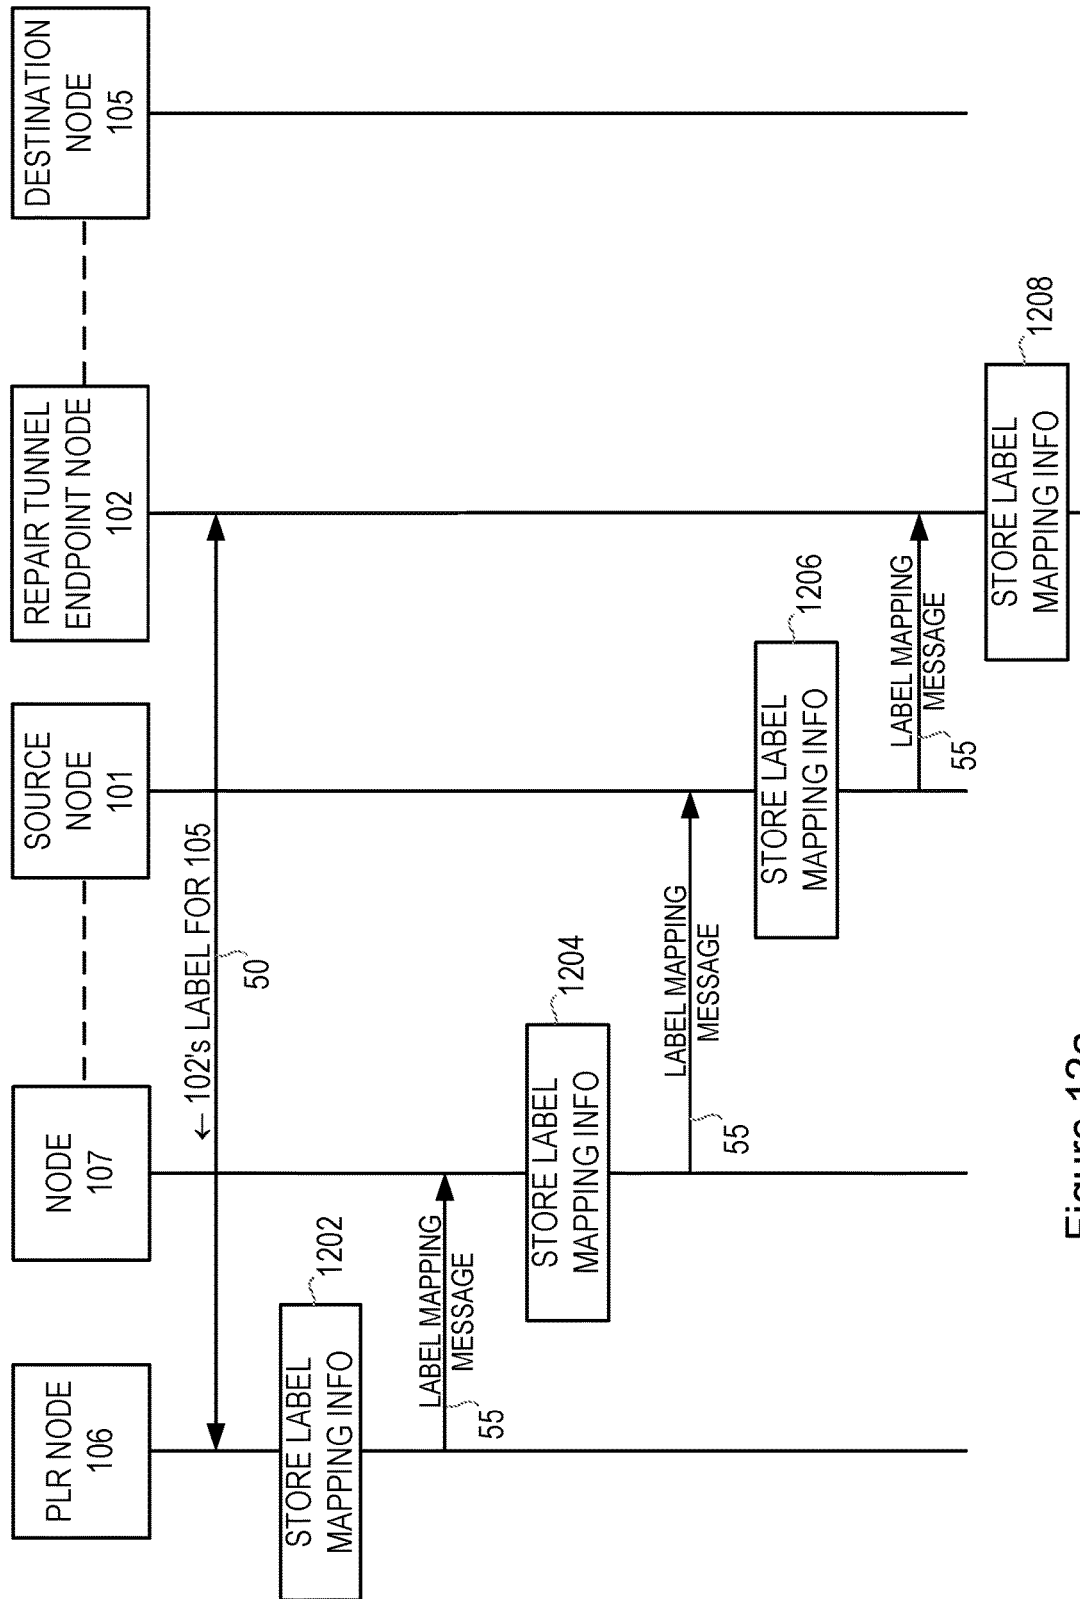 PLR NODE
106
NODE
107
SOURCE
NODE
101
REPAIR TUNNEL
ENDPOINT NODE
102
DESTINATION
NODE
105
← 102's LABEL FOR 105
50
STORE LABEL
MAPPING INFO
1202
LABEL MAPPING
MESSAGE
55
STORE LABEL
MAPPING INFO
1204
LABEL MAPPING
MESSAGE
55
STORE LABEL
MAPPING INFO
1206
LABEL MAPPING
MESSAGE
55
STORE LABEL
MAPPING INFO
1208